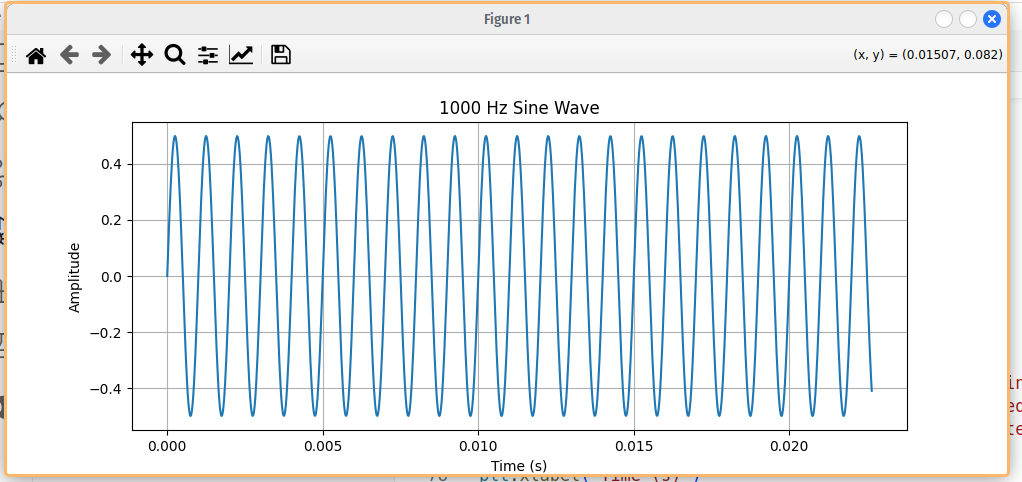 Figure 1
(x, y) = (0.01507, 0.082)
1000 Hz Sine Wave
Amplitude
0.4
0.2
0.0
−0.2
−0.4
0.000 0.005 0.010 0.015 0.020
Time (s)